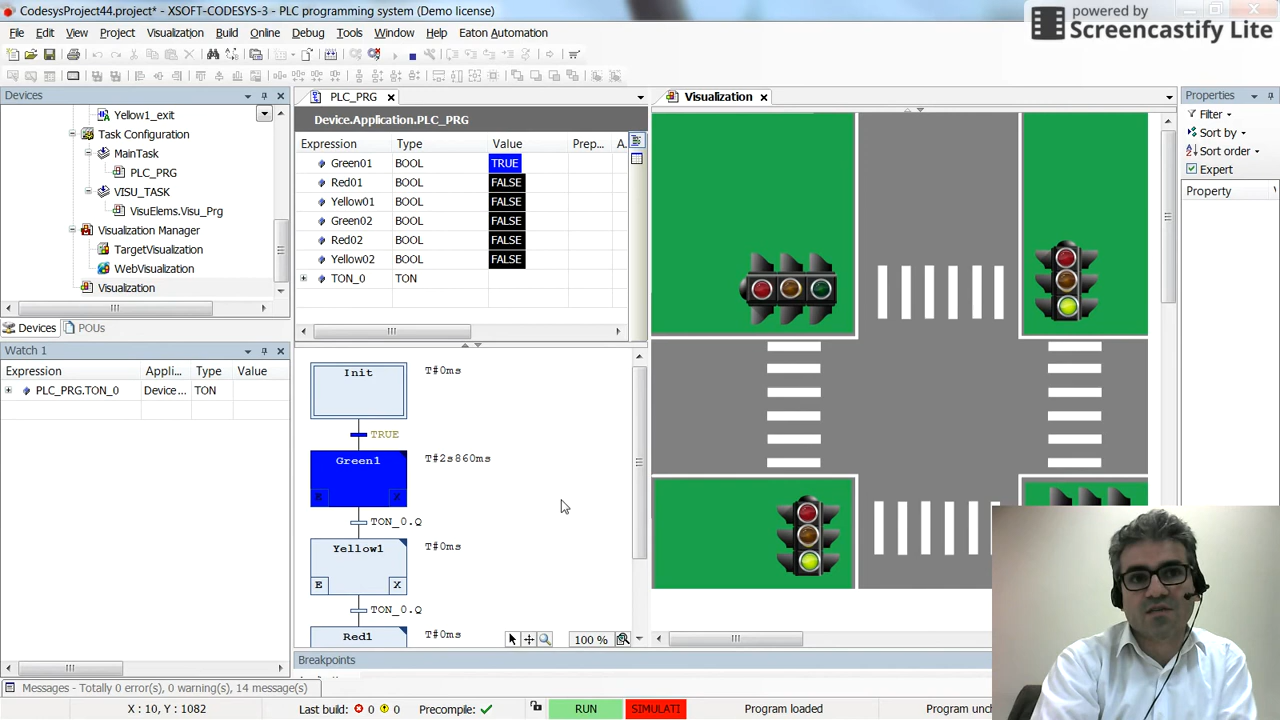 CodesysProject44.project* - XSOFT-CODESYS-3 - PLC programming system (Demo license)
powered by
Screencastify Lite
File Edit View Project Visualization Build Online Debug Tools Window Help Eaton Automation
Devices
PLC_PRG
Visualization
Properties
Yellow1_exit
Task Configuration
MainTask
PLC_PRG
VISU_TASK
VisuElems.Visu_Prg
Visualization Manager
TargetVisualization
WebVisualization
Visualization
Devices POUs
Device.Application.PLC_PRG
Expression Type Value Prep... A.
Green01 BOOL TRUE
Red01 BOOL FALSE
Yellow01 BOOL FALSE
Green02 BOOL FALSE
Red02 BOOL FALSE
Yellow02 BOOL FALSE
TON_0 TON
Filter
Sort by
Sort order
Expert
Property
Watch 1
Expression Appli... Type Value
PLC_PRG.TON_0 Device... TON
Init T#0ms
TRUE
Green1 T#2s860ms
E X
TON_0.Q
Yellow1 T#0ms
E X
TON_0.Q
Red1 T#0ms
100 %
Breakpoints
Messages - Totally 0 error(s), 0 warning(s), 14 message(s)
X : 10, Y : 1082 Last build: 0 0 Precompile: RUN SIMULATI Program loaded Program unch